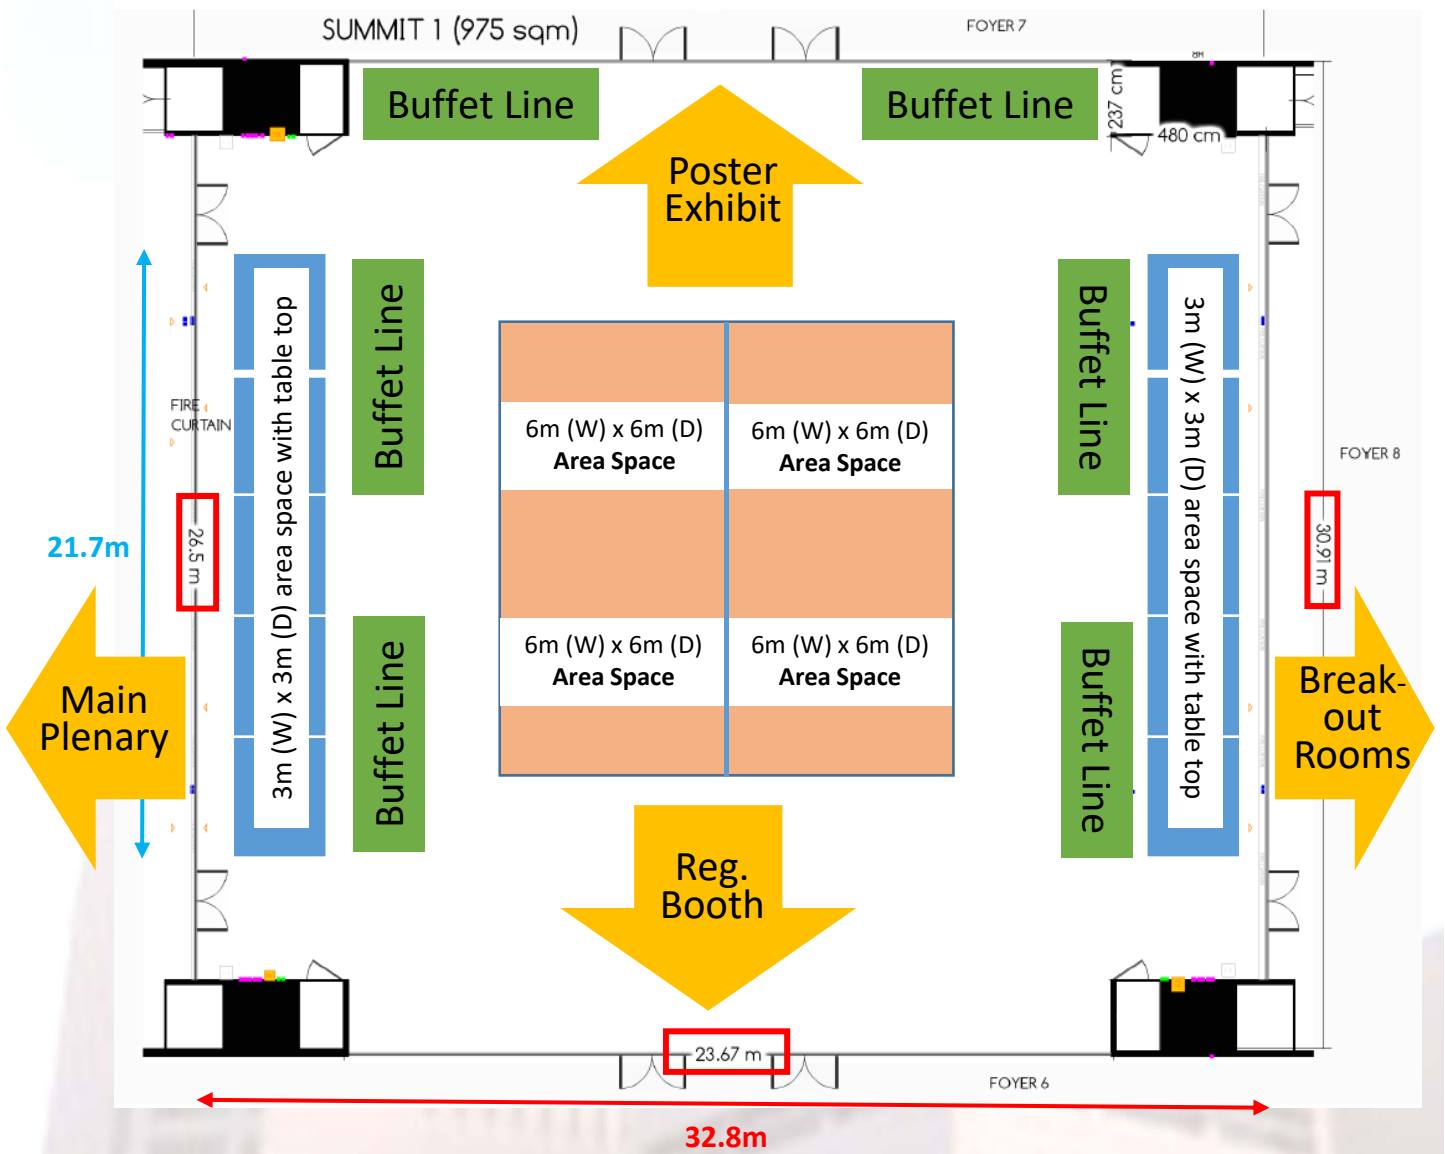 SUMMIT 1 (975 sqm)
FOYER 7
Buffet Line
Buffet Line
237 cm
480 cm
Poster
Exhibit
3m (W) x 3m (D) area space with table top
Buffet Line
Buffet Line
3m (W) x 3m (D) area space with table top
FIRE
CURTAIN
6m (W) x 6m (D)
Area Space
6m (W) x 6m (D)
Area Space
FOYER 8
21.7m
26.5 m
30.91 m
6m (W) x 6m (D)
Area Space
6m (W) x 6m (D)
Area Space
Main
Plenary
Buffet Line
Buffet Line
Break-
out
Rooms
Reg.
Booth
23.67 m
FOYER 6
32.8m